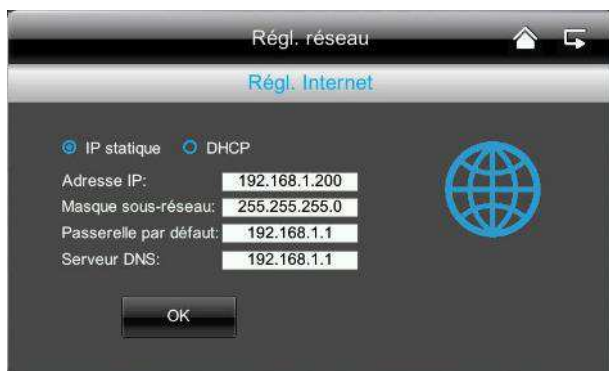 Régl. réseau
Régl. Internet
IP statique DHCP
Adresse IP: 192.168.1.200
Masque sous-réseau: 255.255.255.0
Passerelle par défaut: 192.168.1.1
Serveur DNS: 192.168.1.1
OK